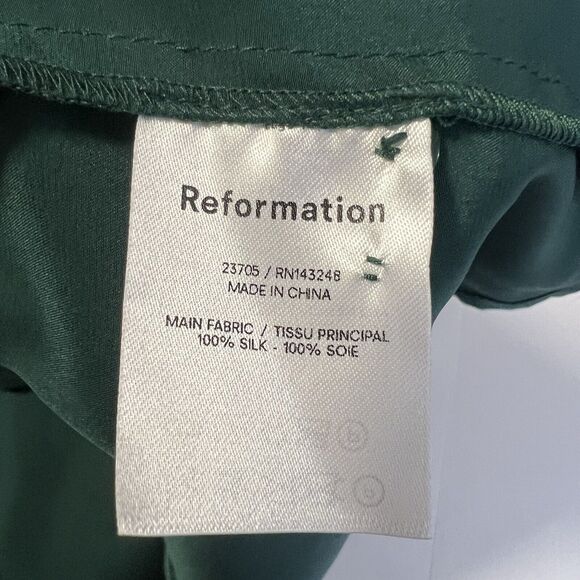 Reformation
23705 / RN143248
MADE IN CHINA
MAIN FABRIC / TISSU PRINCIPAL
100% SILK - 100% SOIE